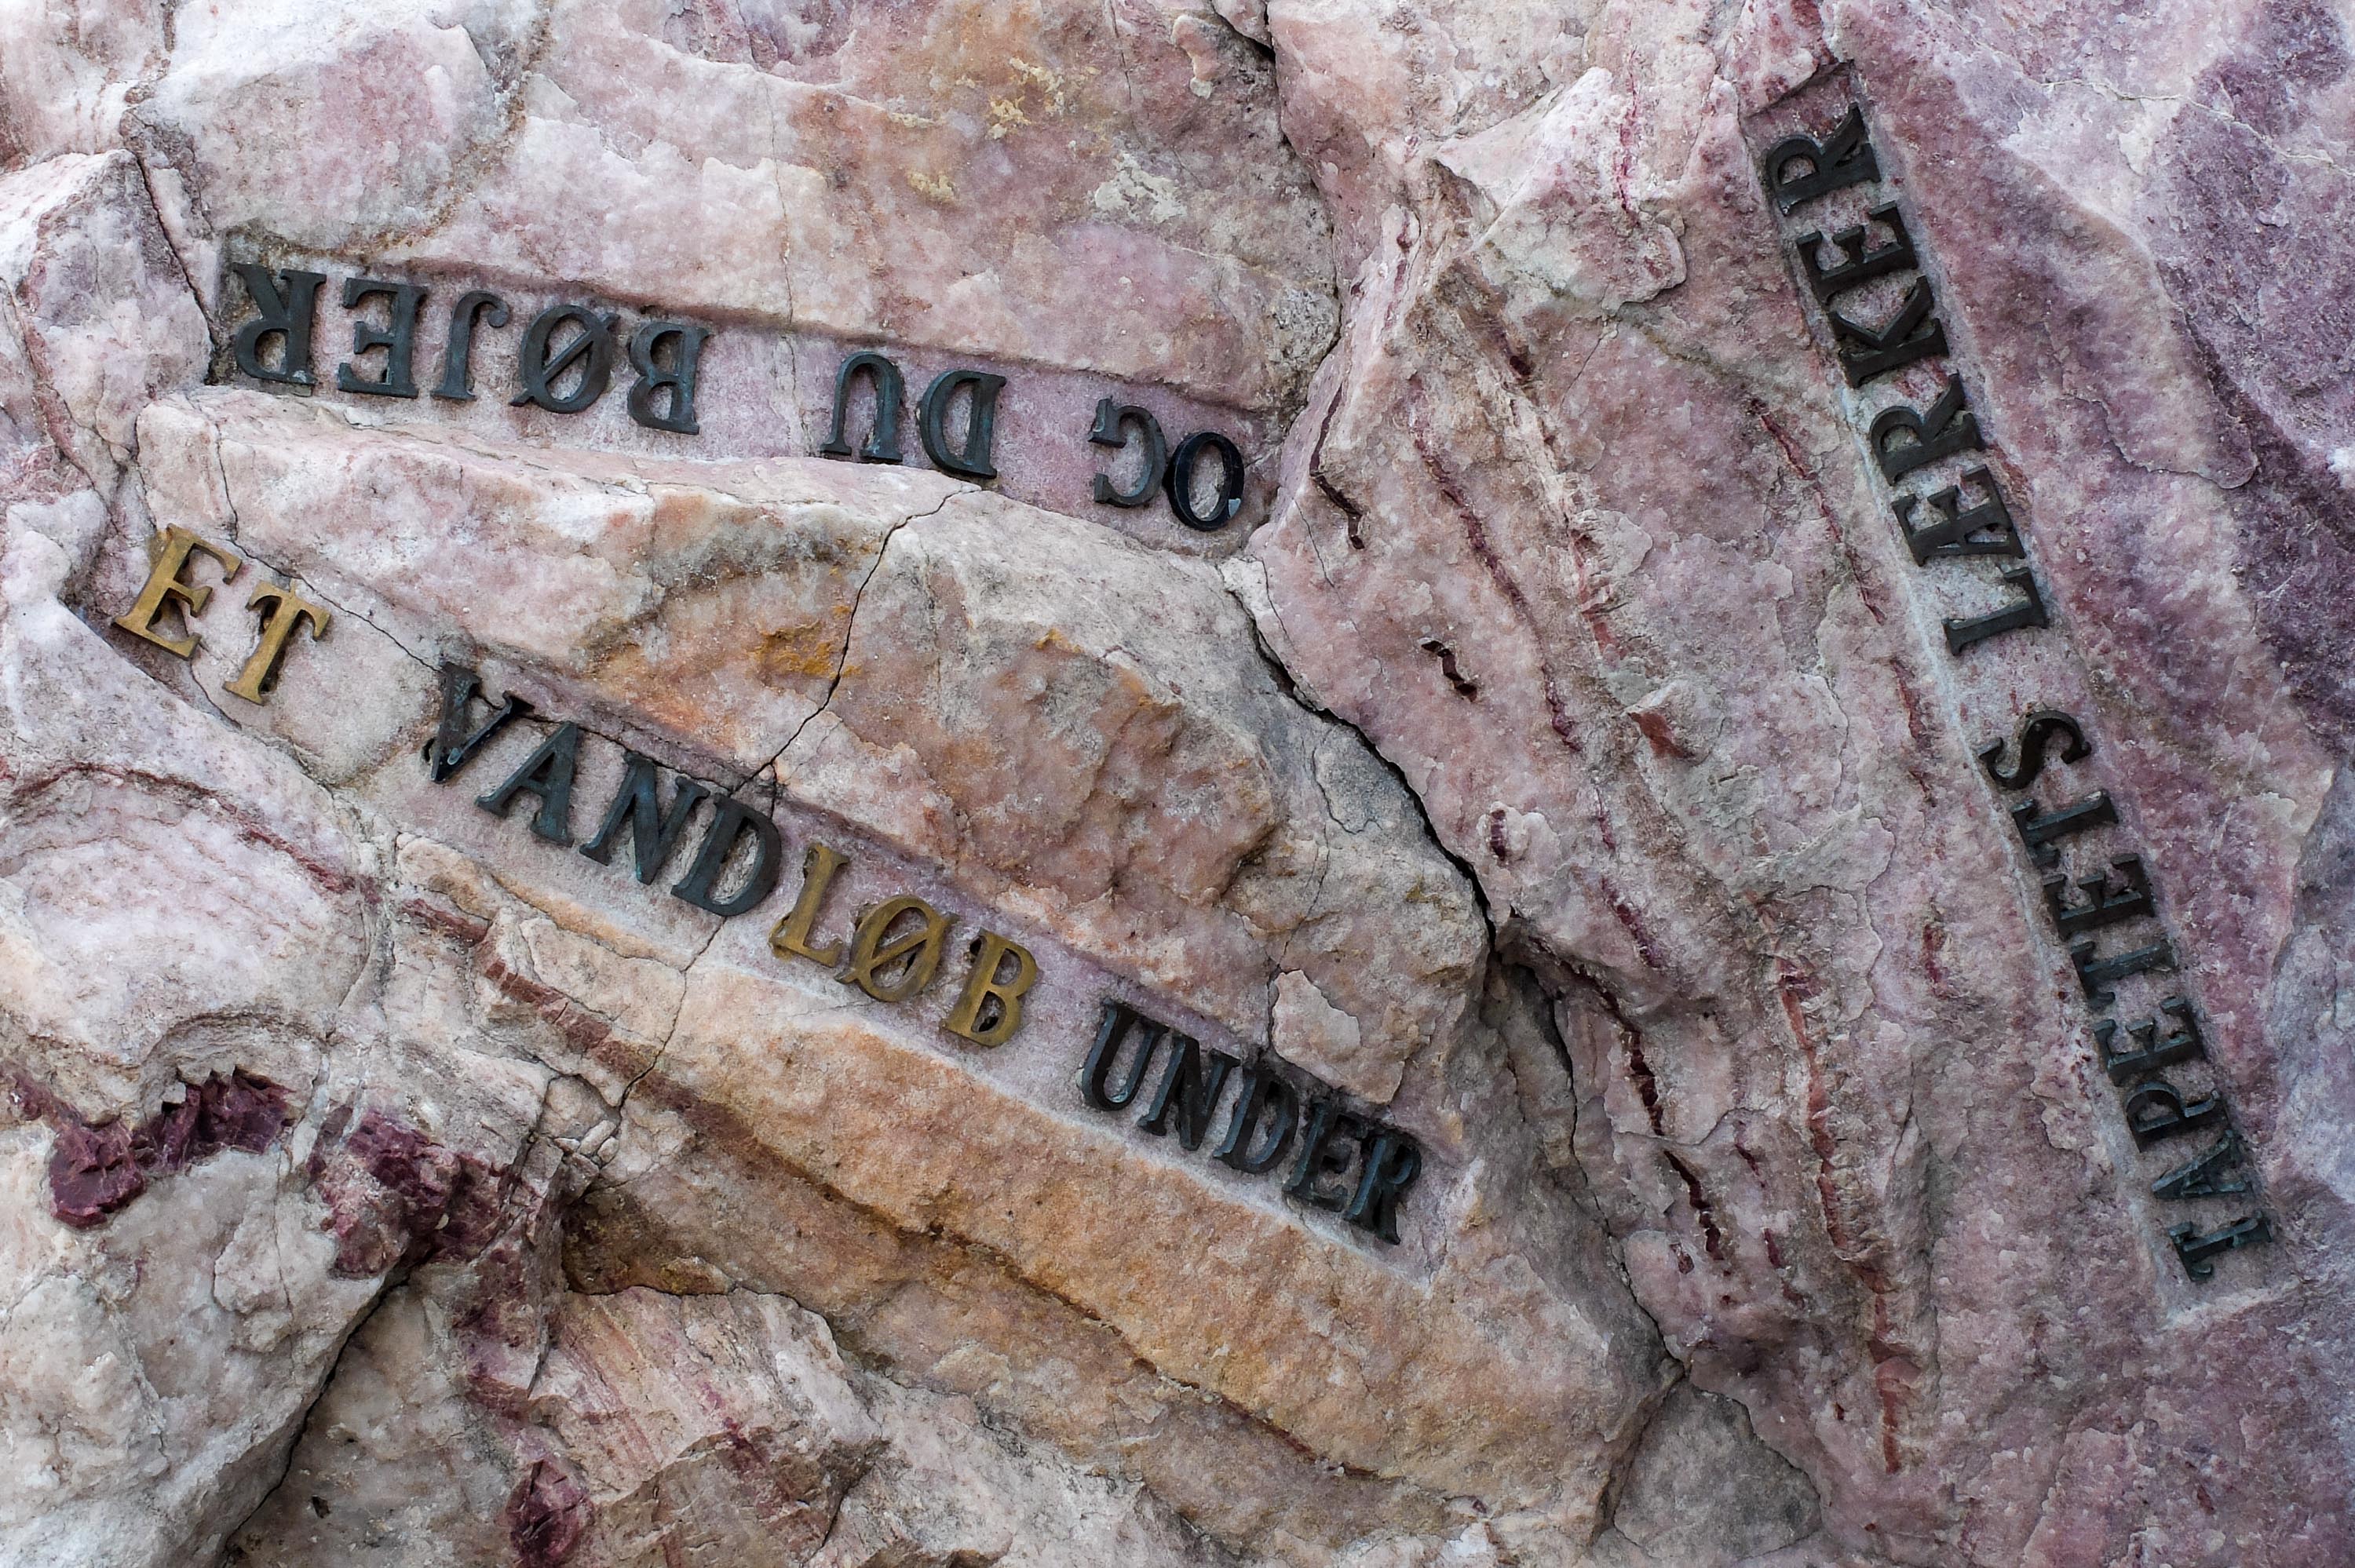 OG DU BØJER
ET VANDLØB UNDER
TAPETETS LÆRKER